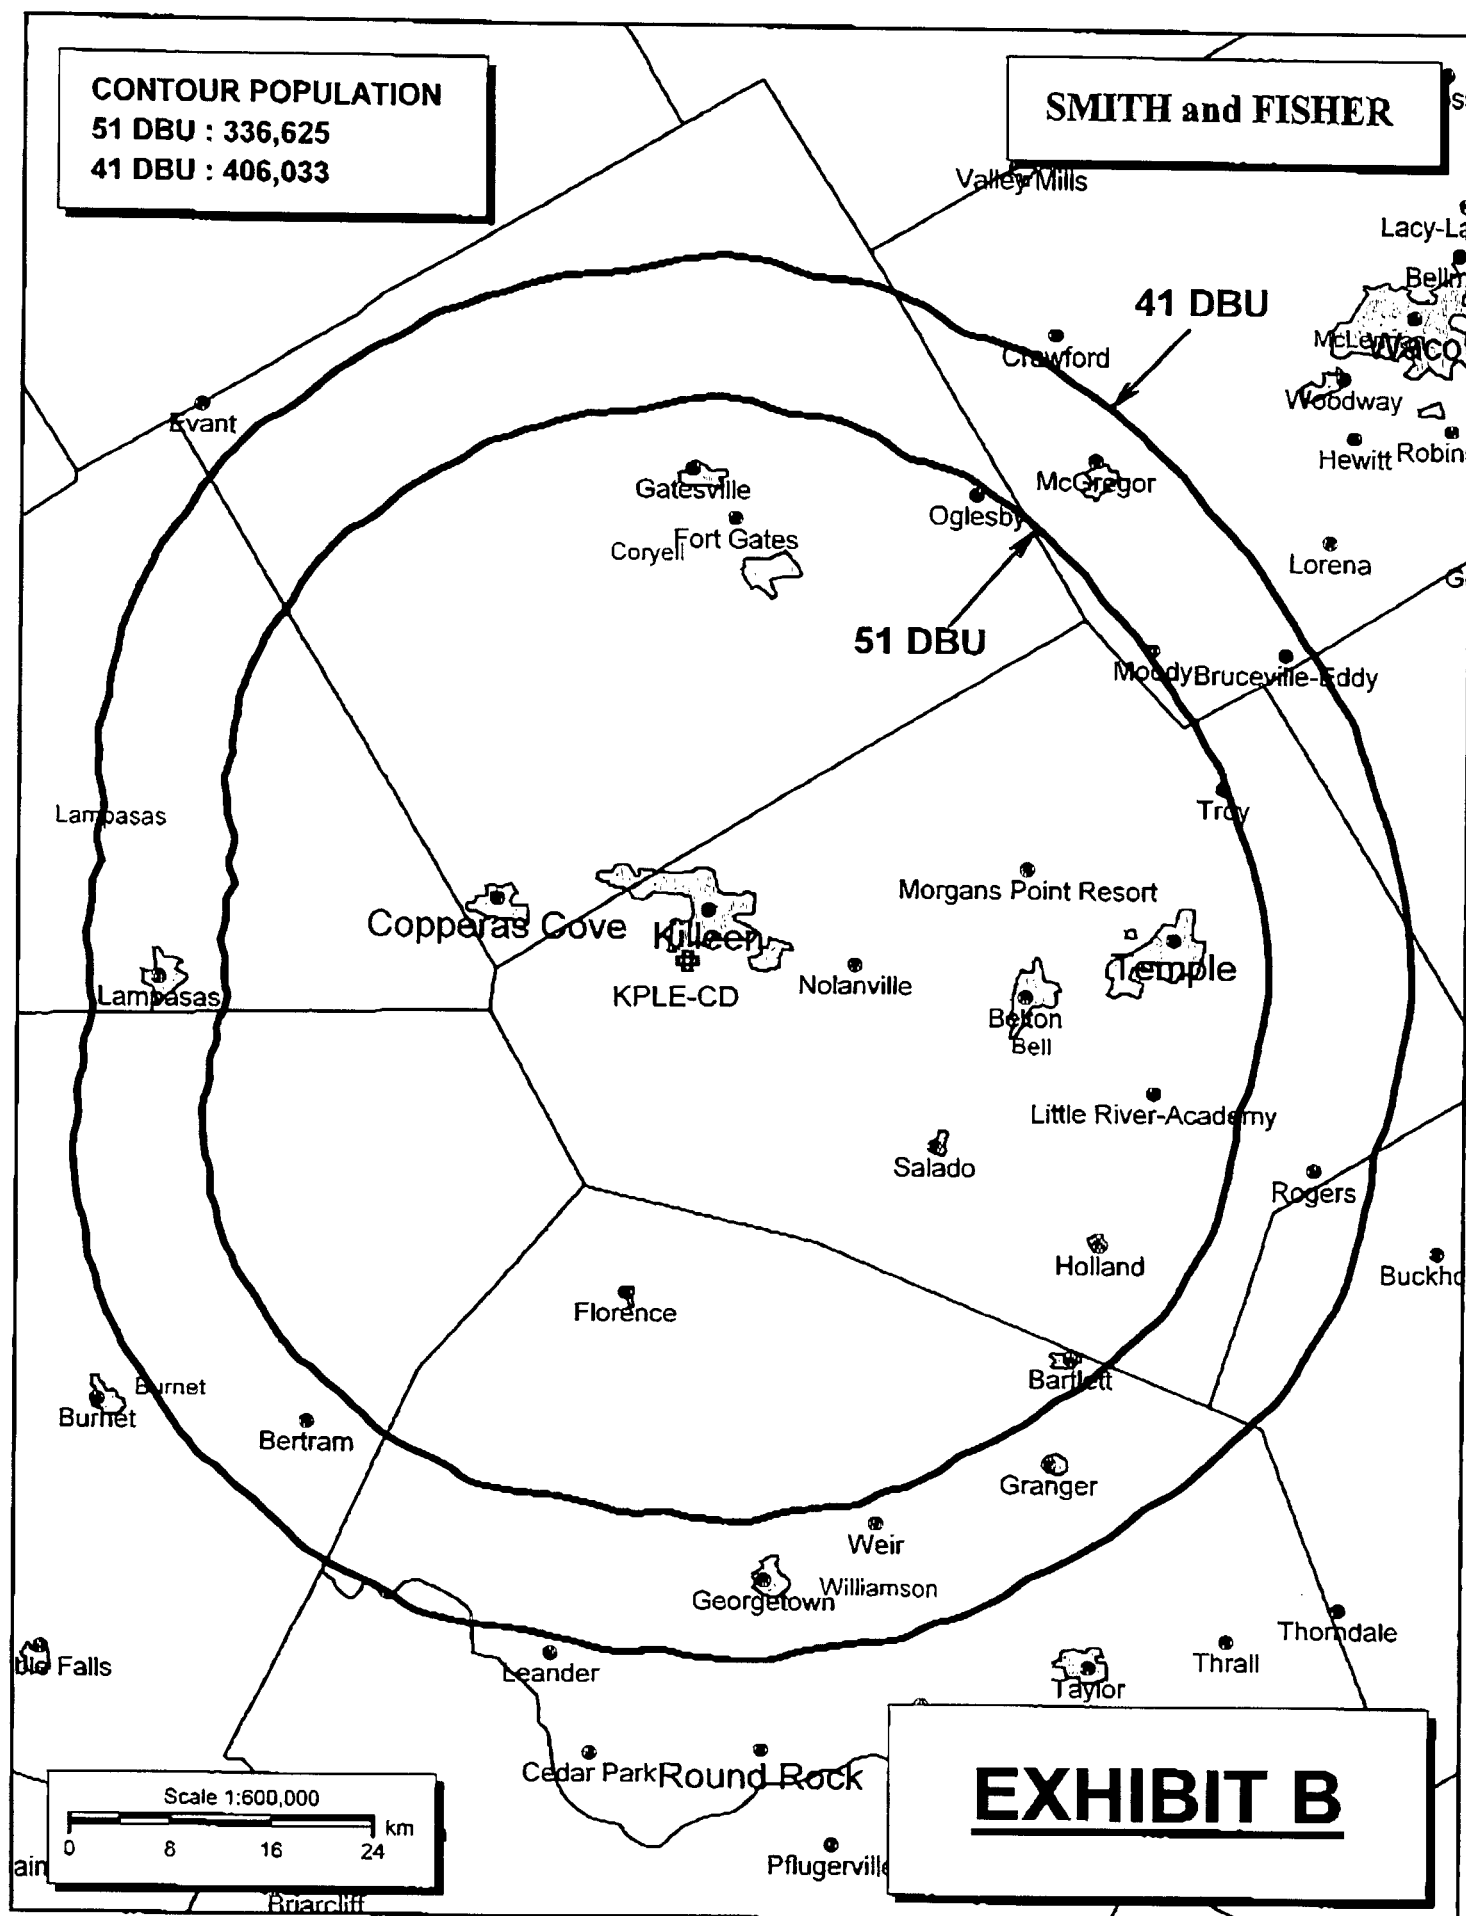 CONTOUR POPULATION
51 DBU : 336,625
41 DBU : 406,033
SMITH and FISHER
Valley Mills
Lacy-La
Bellm
41 DBU
McLennan
Waco
Crawford
Woodway
Evant
Hewitt
Robin
McGregor
Gatesville
Oglesby
Fort Gates
Coryell
Lorena
G
51 DBU
Moody
Bruceville-Eddy
Lampasas
Troy
Morgans Point Resort
Copperas Cove
Killeen
Temple
Nolanville
Lampasas
KPLE-CD
Belton
Bell
Little River-Academy
Salado
Rogers
Holland
Buckho
Florence
Bartlett
Burnet
Burnet
Bertram
Granger
Weir
Williamson
Georgetown
Thorndale
Thrall
ble Falls
Leander
Taylor
Cedar Park
Round Rock
EXHIBIT B
Scale 1:600,000
km
0 8 16 24
Pflugerville
ain
Briarcliff